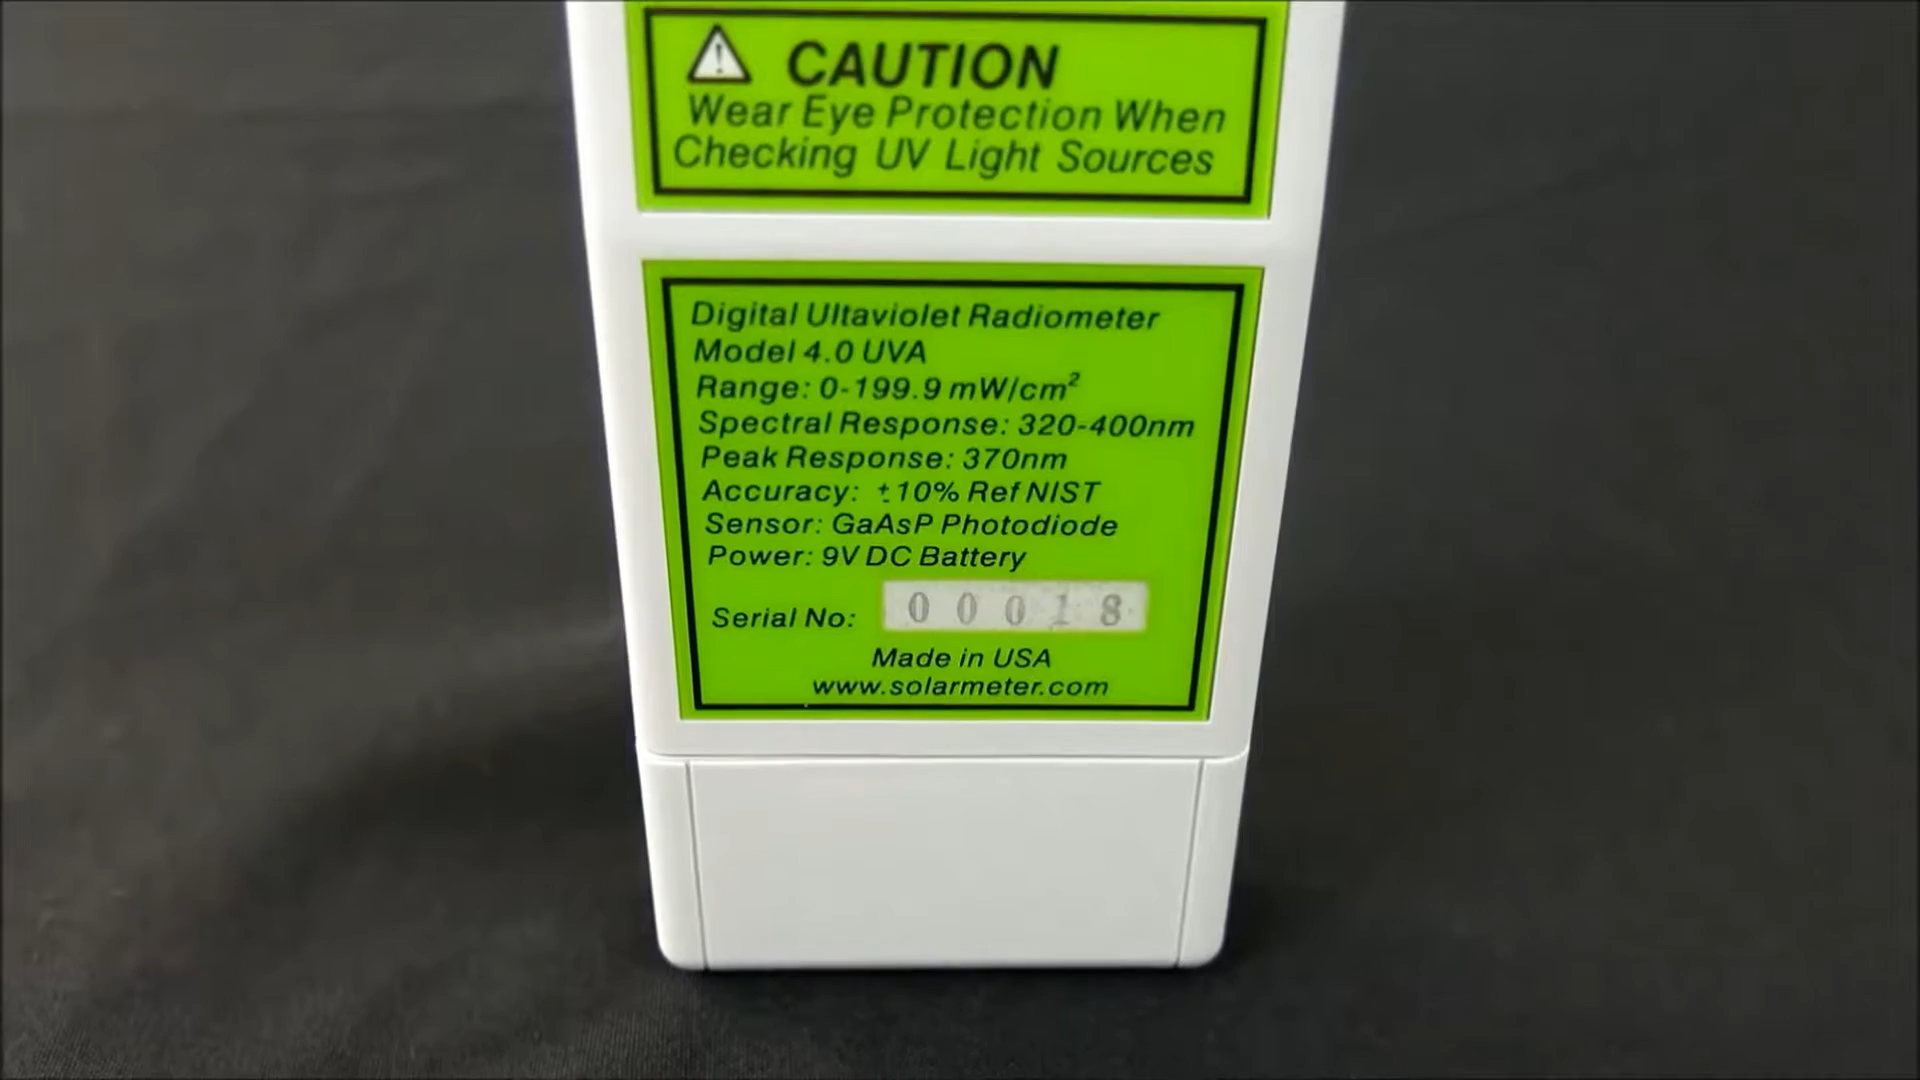 CAUTION
Wear Eye Protection When
Checking UV Light Sources
Digital Ultaviolet Radiometer
Model 4.0 UVA
Range: 0-199.9 mW/cm²
Spectral Response: 320-400nm
Peak Response: 370nm
Accuracy: ±10% Ref NIST
Sensor: GaAsP Photodiode
Power: 9V DC Battery
Serial No: 00018
Made in USA
www.solarmeter.com